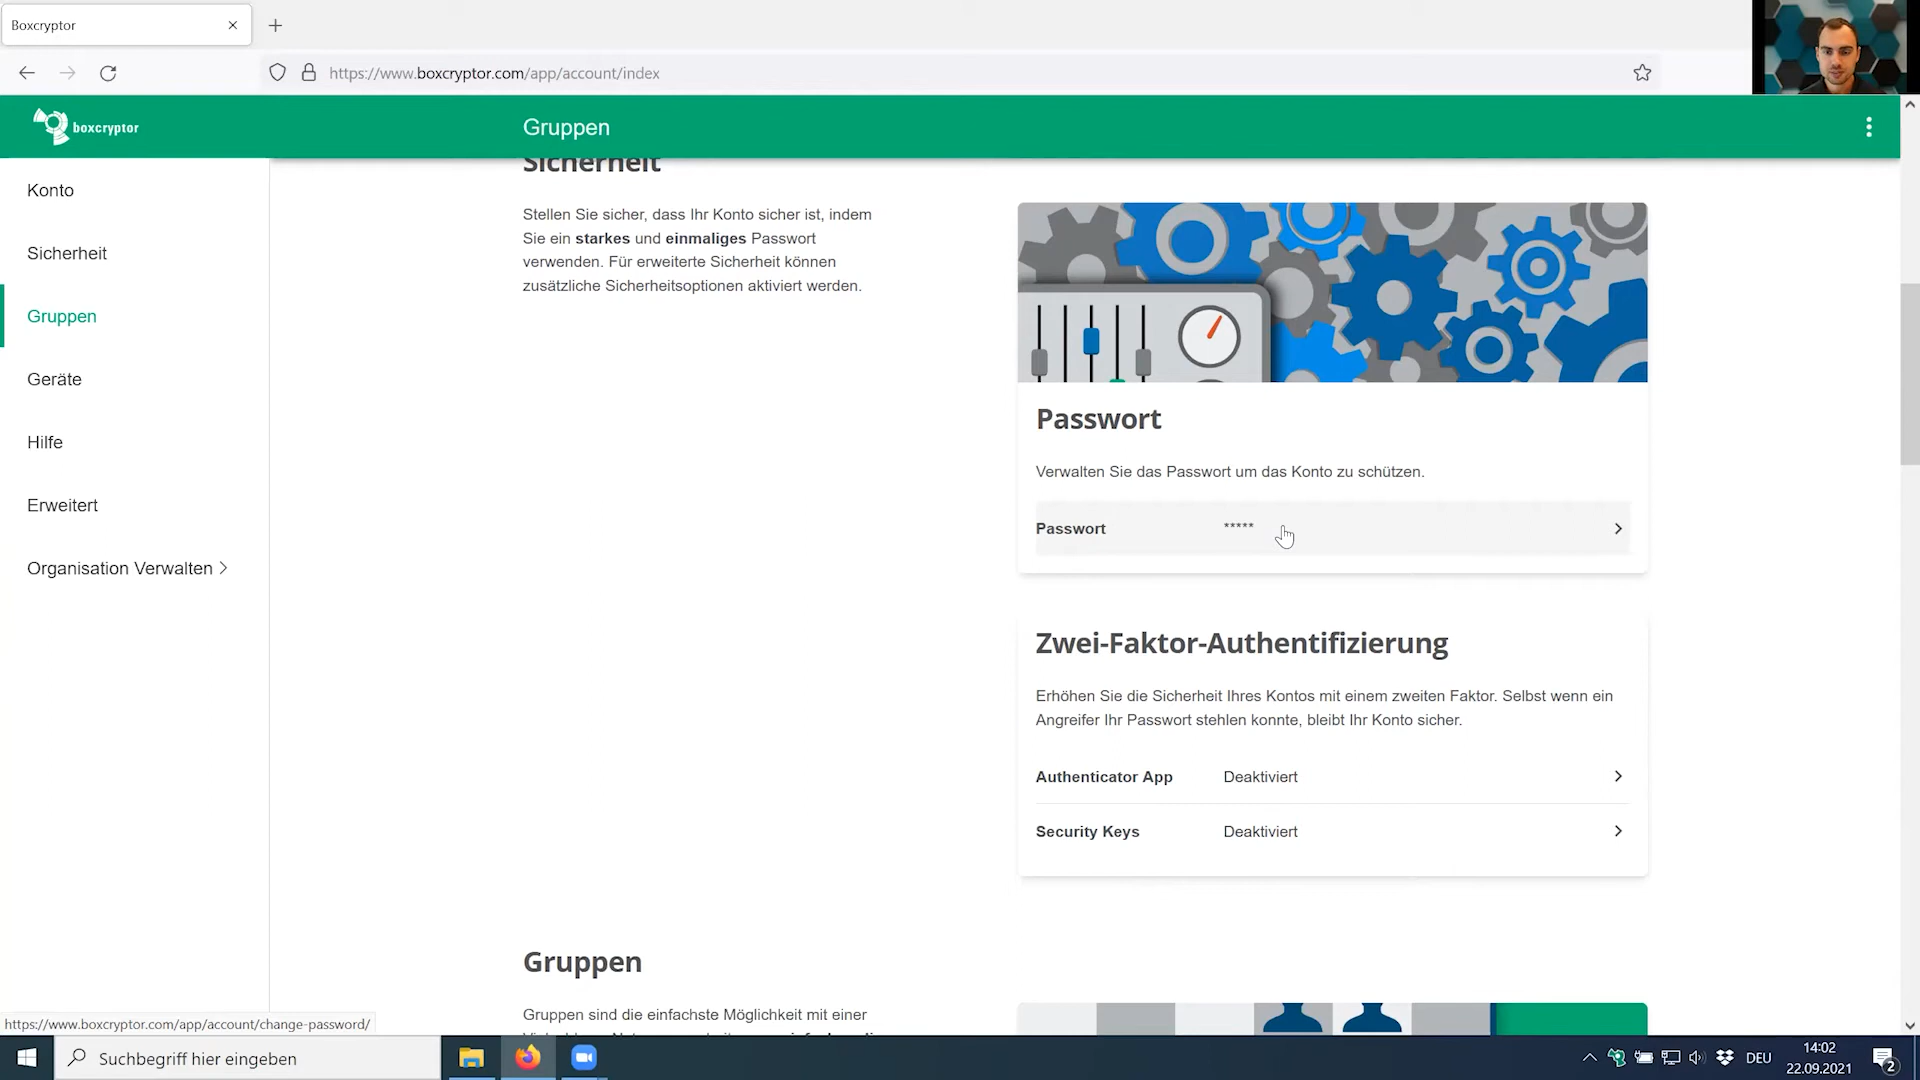 Boxcryptor
https://www.boxcryptor.com/app/account/index
boxcryptor
Gruppen
Konto
Sicherheit
Gruppen
Geräte
Hilfe
Erweitert
Organisation Verwalten
Sicherheit
Stellen Sie sicher, dass Ihr Konto sicher ist, indem
Sie ein starkes und einmaliges Passwort
verwenden. Für erweiterte Sicherheit können
zusätzliche Sicherheitsoptionen aktiviert werden.
Passwort
Verwalten Sie das Passwort um das Konto zu schützen.
Passwort *****
Zwei-Faktor-Authentifizierung
Erhöhen Sie die Sicherheit Ihres Kontos mit einem zweiten Faktor. Selbst wenn ein
Angreifer Ihr Passwort stehlen konnte, bleibt Ihr Konto sicher.
Authenticator App Deaktiviert
Security Keys Deaktiviert
Gruppen
Gruppen sind die einfachste Möglichkeit mit einer
https://www.boxcryptor.com/app/account/change-password/
Suchbegriff hier eingeben
DEU
14:02
22.09.2021
2